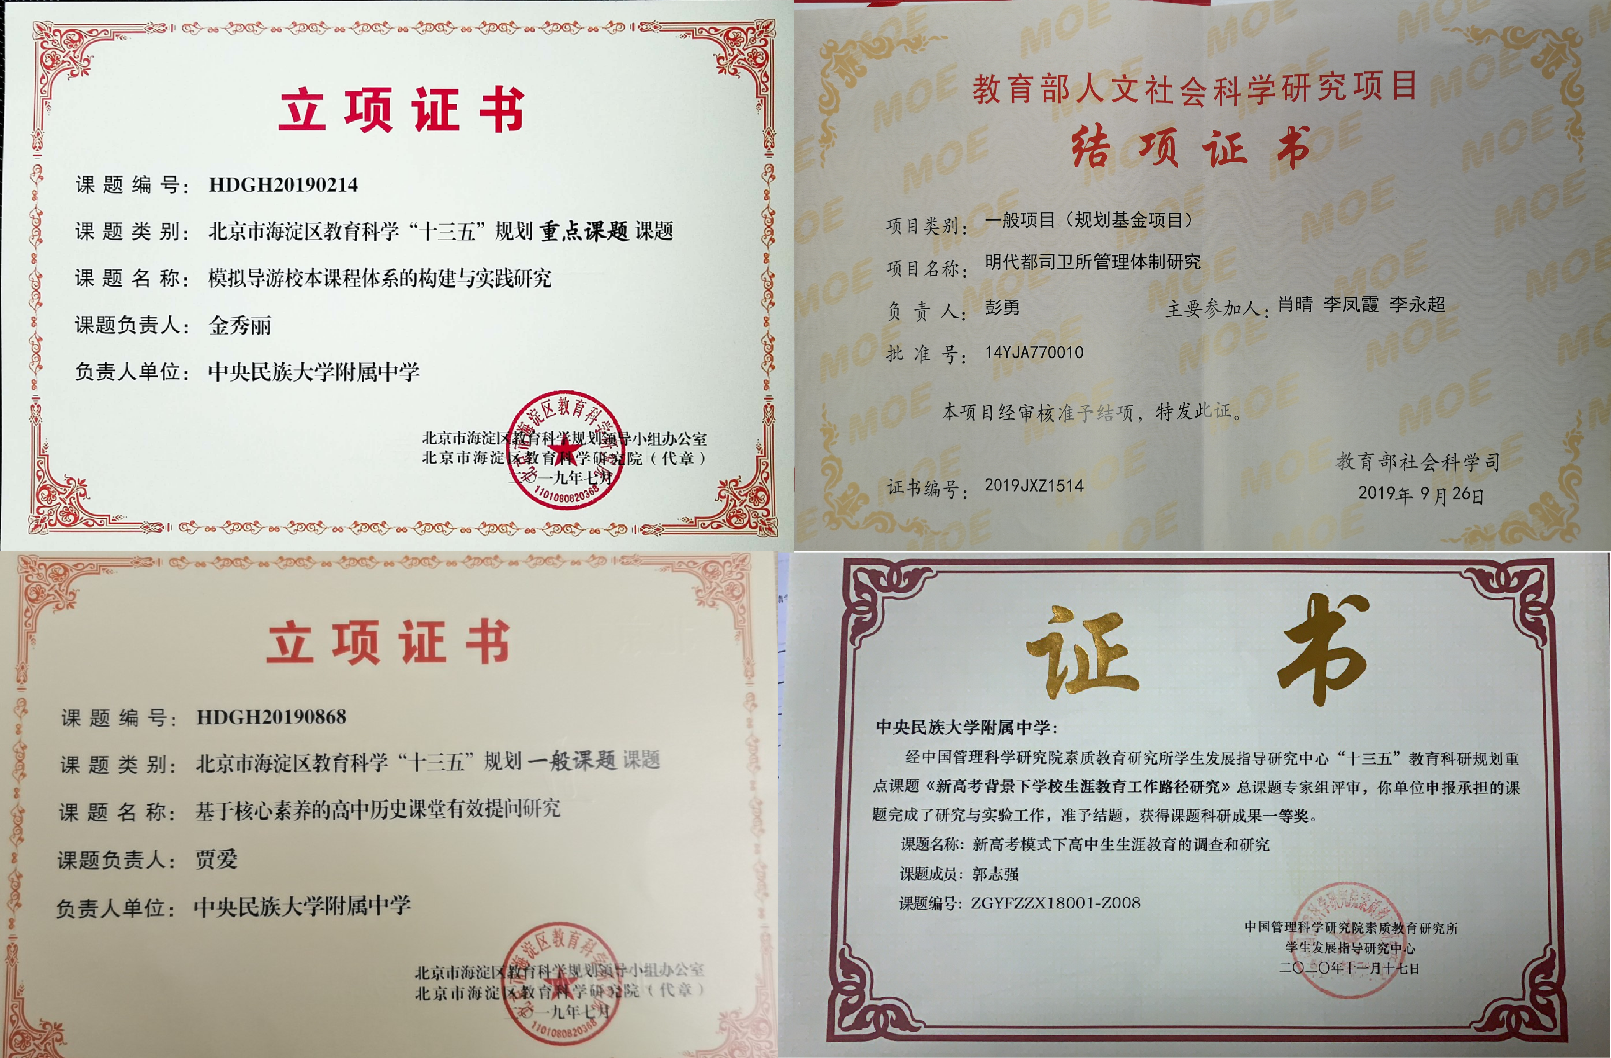 立项证书
课题编号：HDGH20190214
课题类别：北京市海淀区教育科学“十三五”规划 重点课题 课题
课题名称：模拟导游校本课程体系的构建与实践研究
课题负责人：金秀丽
负责人单位：中央民族大学附属中学
北京市海淀区教育科学规划领导小组办公室
北京市海淀区教育科学研究院（代章）
二〇一九年七月
1101080820368
教育部人文社会科学研究项目
结项证书
项目类别：一般项目（规划基金项目）
项目名称：明代都司卫所管理体制研究
负责人：彭勇 主要参加人：肖晴 李凤霞 李永超
批准号：14YJA770010
本项目经审核准予结项，特发此证。
教育部社会科学司
证书编号：2019JXZ1514
2019年9月26日
立项证书
课题编号：HDGH20190868
课题类别：北京市海淀区教育科学“十三五”规划 一般课题 课题
课题名称：基于核心素养的高中历史课堂有效提问研究
课题负责人：贾爱
负责人单位：中央民族大学附属中学
北京市海淀区教育科学规划领导小组办公室
北京市海淀区教育科学研究院（代章）
二〇一九年七月
1101080820368
证书
中央民族大学附属中学：
经中国管理科学研究院素质教育研究所学生发展指导研究中心“十三五”教育科研规划重
点课题《新高考背景下学校生涯教育工作路径研究》总课题专家组评审，你单位申报承担的课
题完成了研究与实验工作，准予结题，获得课题科研成果一等奖。
课题名称：新高考模式下高中生生涯教育的调查和研究
课题成员：郭志强
课题编号：ZGYFZZX18001-Z008
中国管理科学研究院素质教育研究所
学生发展指导研究中心
二〇二〇年十一月十七日